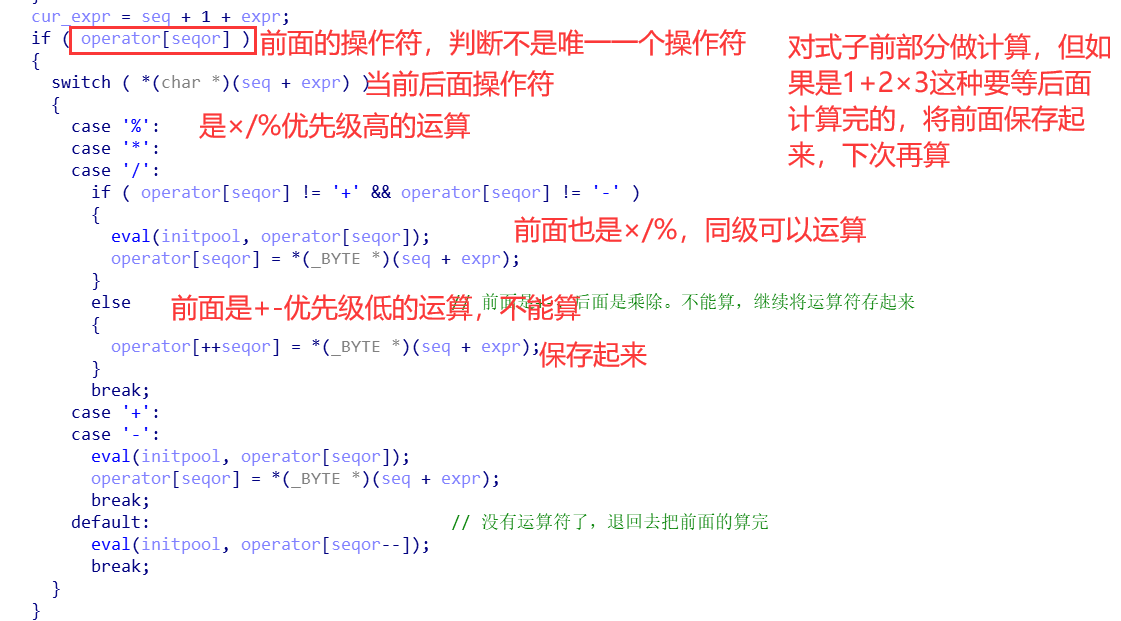 cur_expr = seq + 1 + expr;
if ( operator[seqor] ) 前面的操作符，判断不是唯一一个操作符
{
switch ( *(char *)(seq + expr) ) 当前后面操作符
{
case '%': 是×/%优先级高的运算
case '*':
case '/':
if ( operator[seqor] != '+' && operator[seqor] != '-' )
{
eval(initpool, operator[seqor]); 前面也是×/%，同级可以运算
operator[seqor] = *(_BYTE *)(seq + expr);
}
else 前面是+-优先级低的运算，不能算
后面是乘除。不能算，继续将运算符存起来
{
operator[++seqor] = *(_BYTE *)(seq + expr); 保存起来
}
break;
case '+':
case '-':
eval(initpool, operator[seqor]);
operator[seqor] = *(_BYTE *)(seq + expr);
break;
default: // 没有运算符了，退回去把前面的算完
eval(initpool, operator[seqor--]);
break;
}
}
对式子前部分做计算，但如
果是1+2×3这种要等后面
计算完的，将前面保存起
来，下次再算